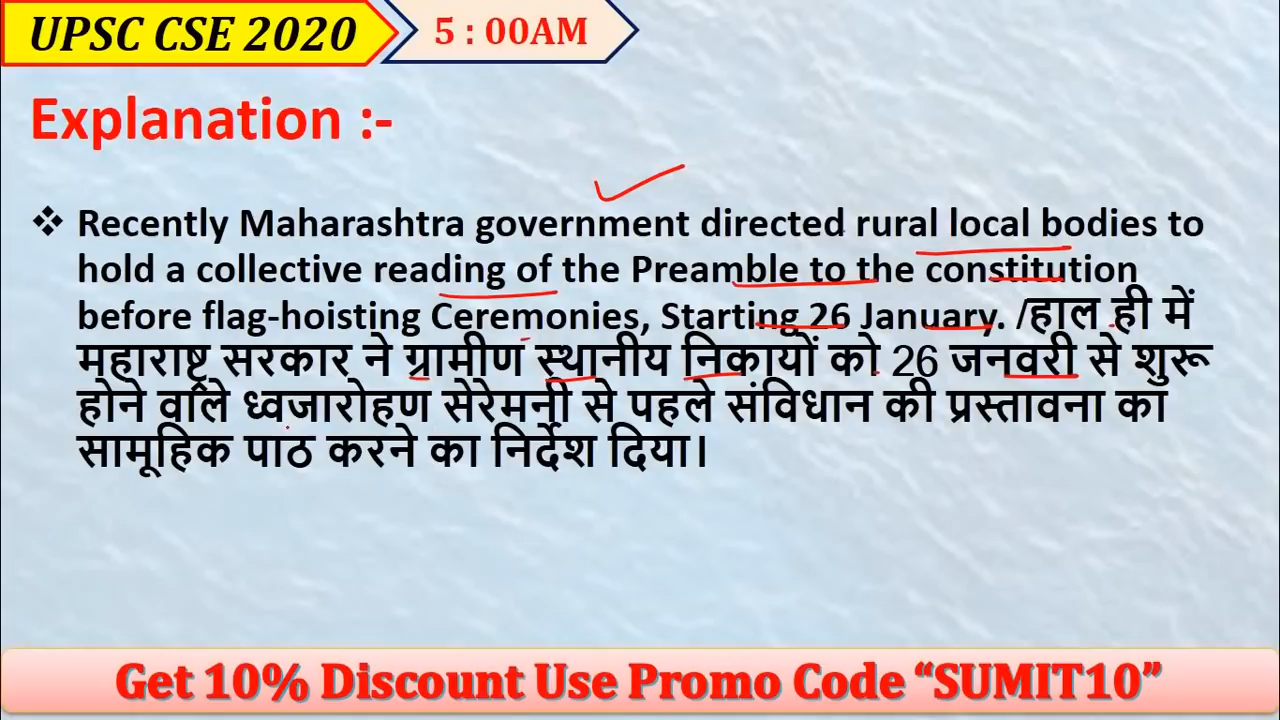 UPSC CSE 2020
5 : 00AM
Explanation :-
❖ Recently Maharashtra government directed rural local bodies to
hold a collective reading of the Preamble to the constitution
before flag-hoisting Ceremonies, Starting 26 January. /हाल ही में
महाराष्ट्र सरकार ने ग्रामीण स्थानीय निकायों को 26 जनवरी से शुरू
होने वाले ध्वजारोहण सेरेमनी से पहले संविधान की प्रस्तावना का
सामूहिक पाठ करने का निर्देश दिया।
Get 10% Discount Use Promo Code “SUMIT10”